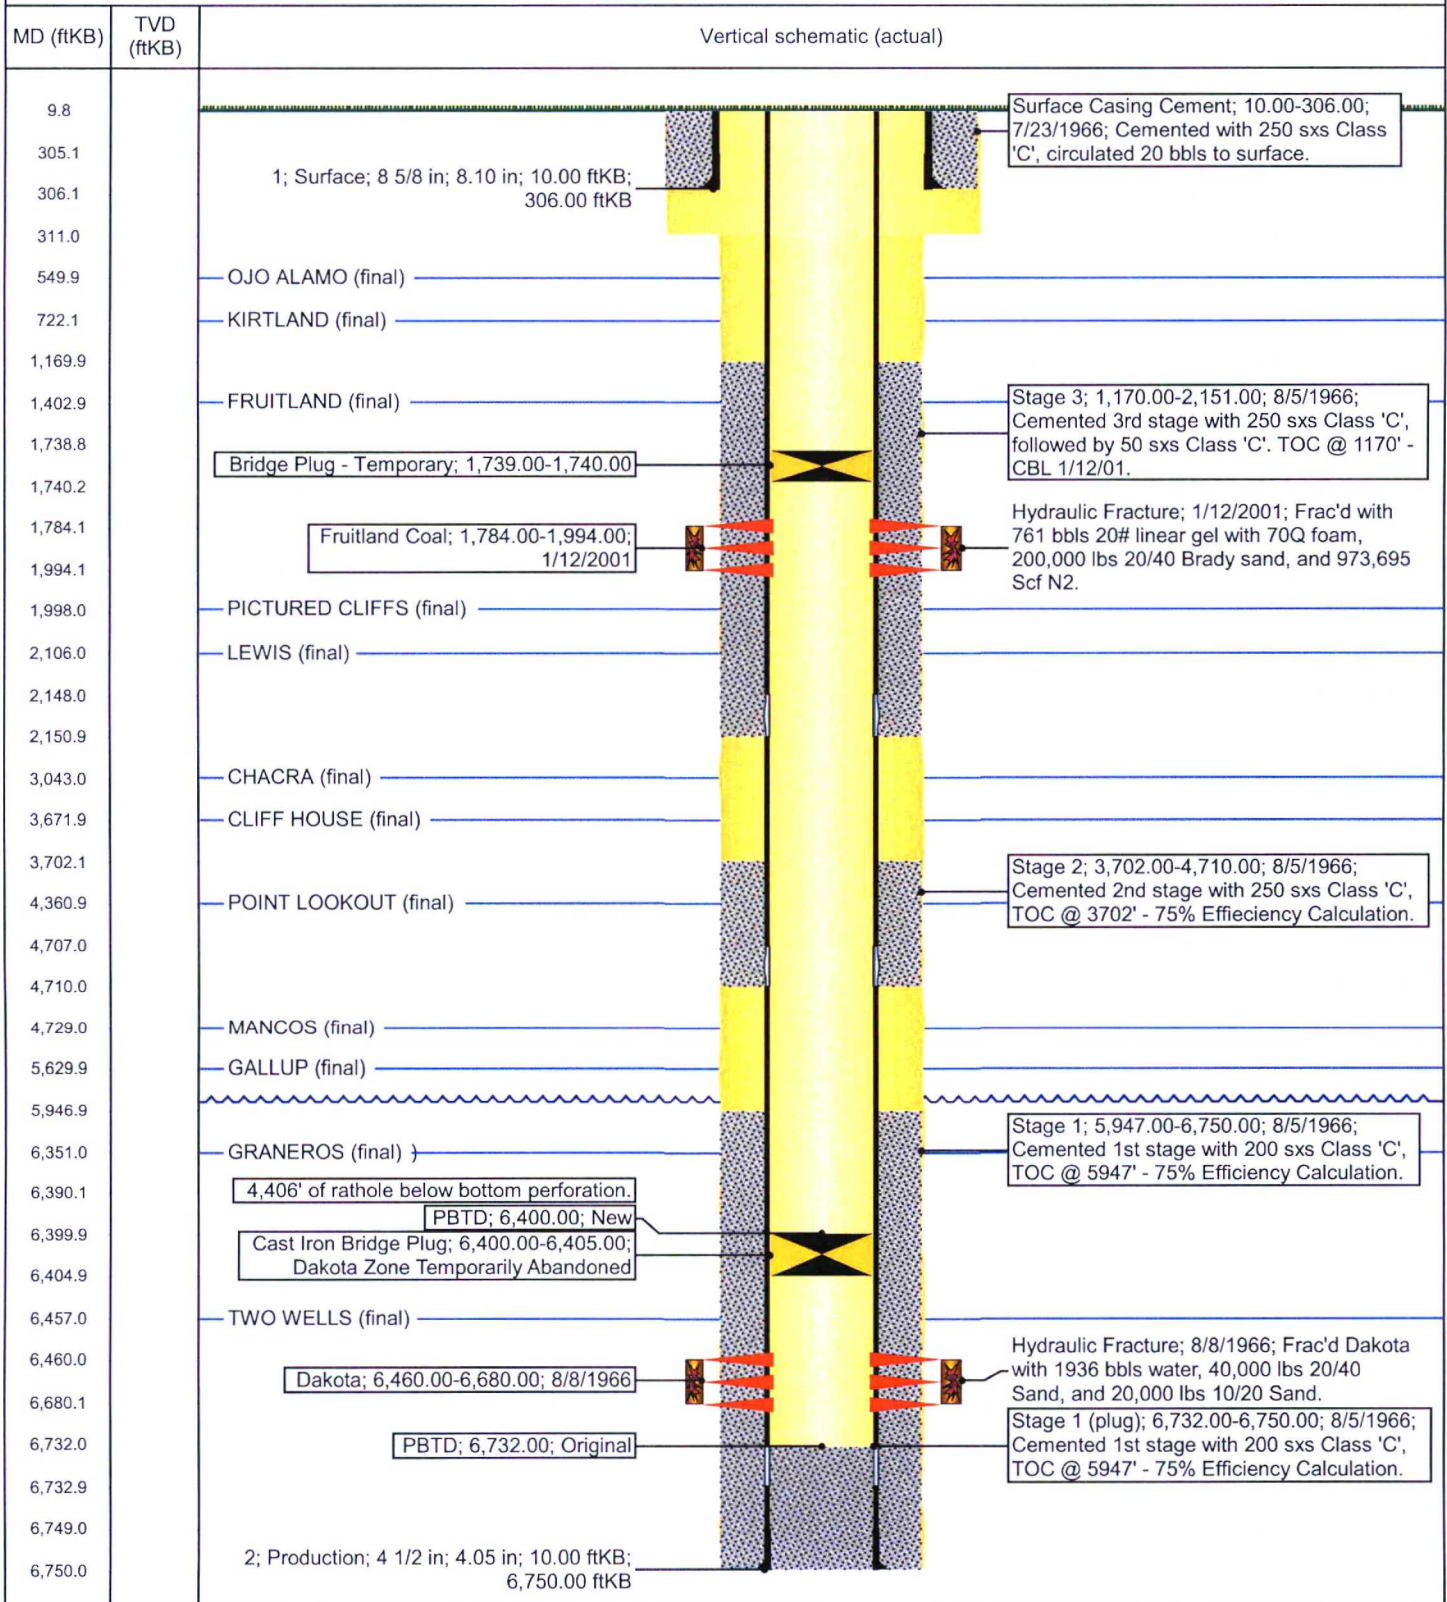 MD (ftKB)
TVD
(ftKB)
Vertical schematic (actual)
9.8
305.1
306.1
311.0
549.9
722.1
1,169.9
1,402.9
1,738.8
1,740.2
1,784.1
1,994.1
1,998.0
2,106.0
2,148.0
2,150.9
3,043.0
3,671.9
3,702.1
4,360.9
4,707.0
4,710.0
4,729.0
5,629.9
5,946.9
6,351.0
6,390.1
6,399.9
6,404.9
6,457.0
6,460.0
6,680.1
6,732.0
6,732.9
6,749.0
6,750.0
1; Surface; 8 5/8 in; 8.10 in; 10.00 ftKB;
306.00 ftKB
OJO ALAMO (final)
KIRTLAND (final)
FRUITLAND (final)
Bridge Plug - Temporary; 1,739.00-1,740.00
Fruitland Coal; 1,784.00-1,994.00;
1/12/2001
PICTURED CLIFFS (final)
LEWIS (final)
CHACRA (final)
CLIFF HOUSE (final)
POINT LOOKOUT (final)
MANCOS (final)
GALLUP (final)
GRANEROS (final)
4,406' of rathole below bottom perforation.
PBTD; 6,400.00; New
Cast Iron Bridge Plug; 6,400.00-6,405.00;
Dakota Zone Temporarily Abandoned
TWO WELLS (final)
Dakota; 6,460.00-6,680.00; 8/8/1966
PBTD; 6,732.00; Original
2; Production; 4 1/2 in; 4.05 in; 10.00 ftKB;
6,750.00 ftKB
Surface Casing Cement; 10.00-306.00;
7/23/1966; Cemented with 250 sxs Class
'C', circulated 20 bbls to surface.
Stage 3; 1,170.00-2,151.00; 8/5/1966;
Cemented 3rd stage with 250 sxs Class 'C',
followed by 50 sxs Class 'C'. TOC @ 1170' -
CBL 1/12/01.
Hydraulic Fracture; 1/12/2001; Frac'd with
761 bbls 20# linear gel with 70Q foam,
200,000 lbs 20/40 Brady sand, and 973,695
Scf N2.
Stage 2; 3,702.00-4,710.00; 8/5/1966;
Cemented 2nd stage with 250 sxs Class 'C',
TOC @ 3702' - 75% Effieciency Calculation.
Stage 1; 5,947.00-6,750.00; 8/5/1966;
Cemented 1st stage with 200 sxs Class 'C',
TOC @ 5947' - 75% Efficiency Calculation.
Hydraulic Fracture; 8/8/1966; Frac'd Dakota
with 1936 bbls water, 40,000 lbs 20/40
Sand, and 20,000 lbs 10/20 Sand.
Stage 1 (plug); 6,732.00-6,750.00; 8/5/1966;
Cemented 1st stage with 200 sxs Class 'C',
TOC @ 5947' - 75% Efficiency Calculation.